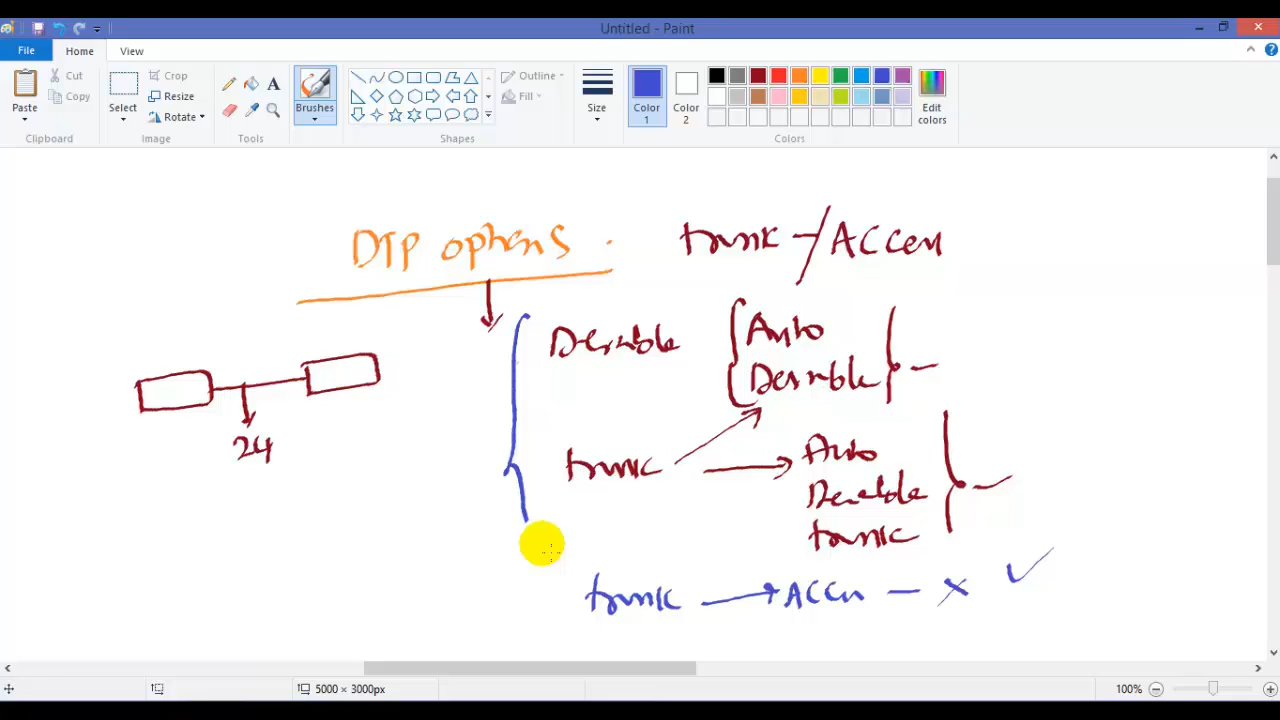 Untitled - Paint
File Home View
Cut
Copy
Paste
Clipboard
Select
Crop
Resize
Rotate
Image
Tools
Brushes
Outline
Fill
Shapes
Size
Color 1
Color 2
Edit colors
Colors
DTP options. trunk / Access
Desirable Auto
Desirable
24
trunk Auto
Desirable
trunk
trunk → Access - x ✓
5000 × 3000px
100%